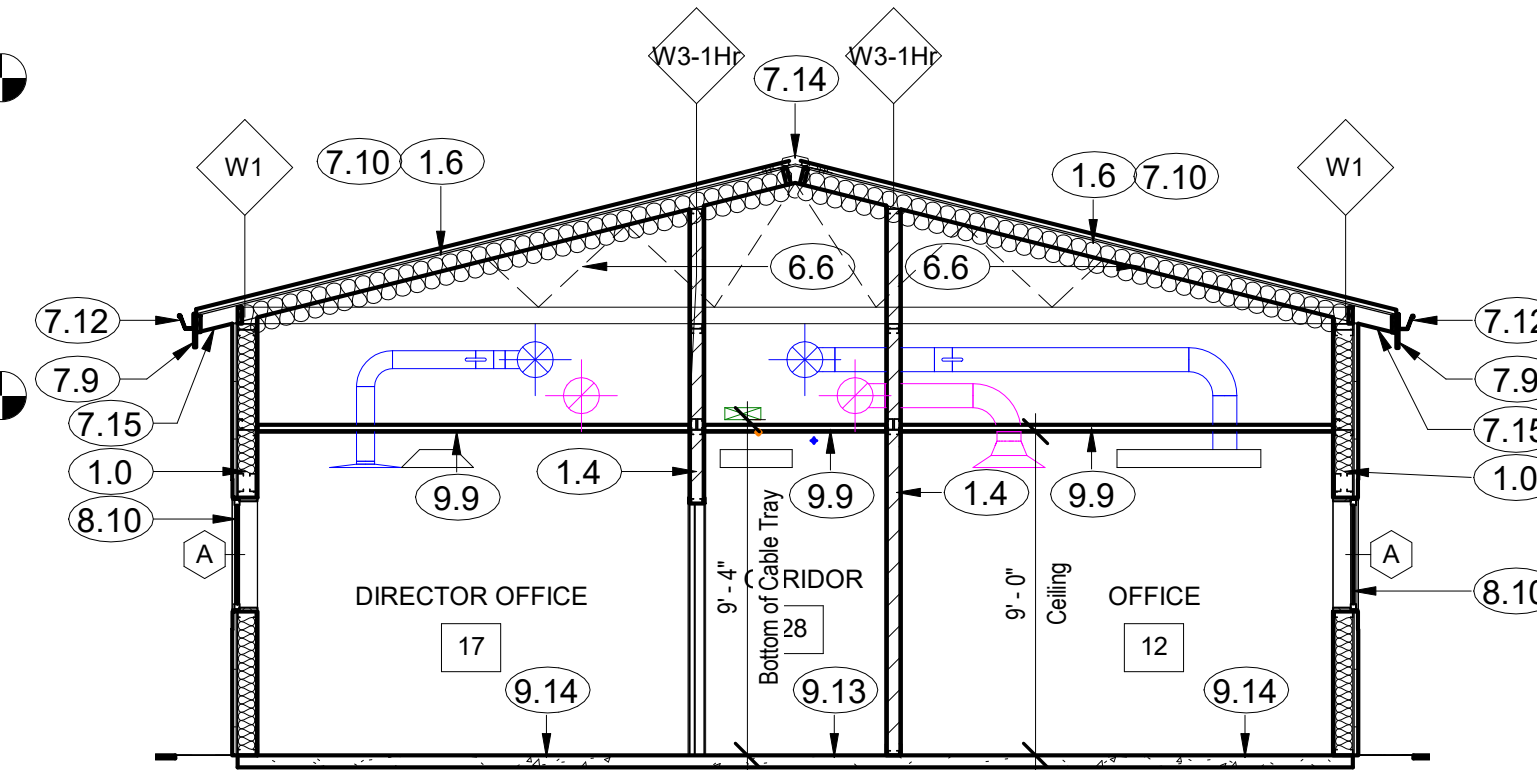 W3-1Hr W3-1Hr
7.14
W1 7.10 1.6 1.6 7.10 W1
6.6 6.6
7.12 7.12
7.9 7.9
7.15 7.15
1.0 1.4 1.0
9.9 9.9 1.4 9.9
8.10
A A
9' - 4"
Bottom of Cable Tray
9' - 0"
Ceiling
DIRECTOR OFFICE RIDOR OFFICE
8.10
17 28 12
9.14 9.13 9.14